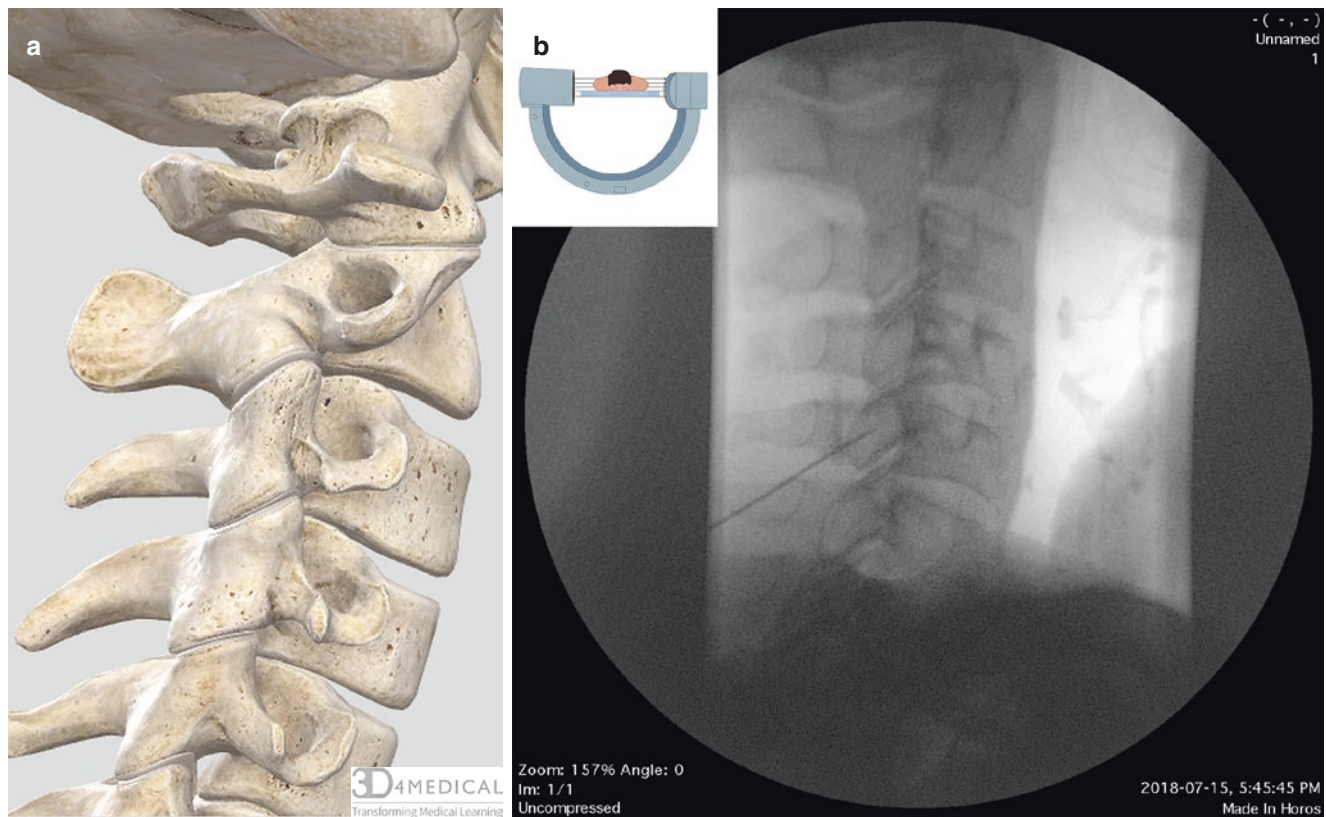 a
3D4MEDICAL
Transforming Medical Learning
b
- ( -, - )
Unnamed
1
Zoom: 157% Angle: 0
Im: 1/1
Uncompressed
2018-07-15, 5:45:45 PM
Made In Horos